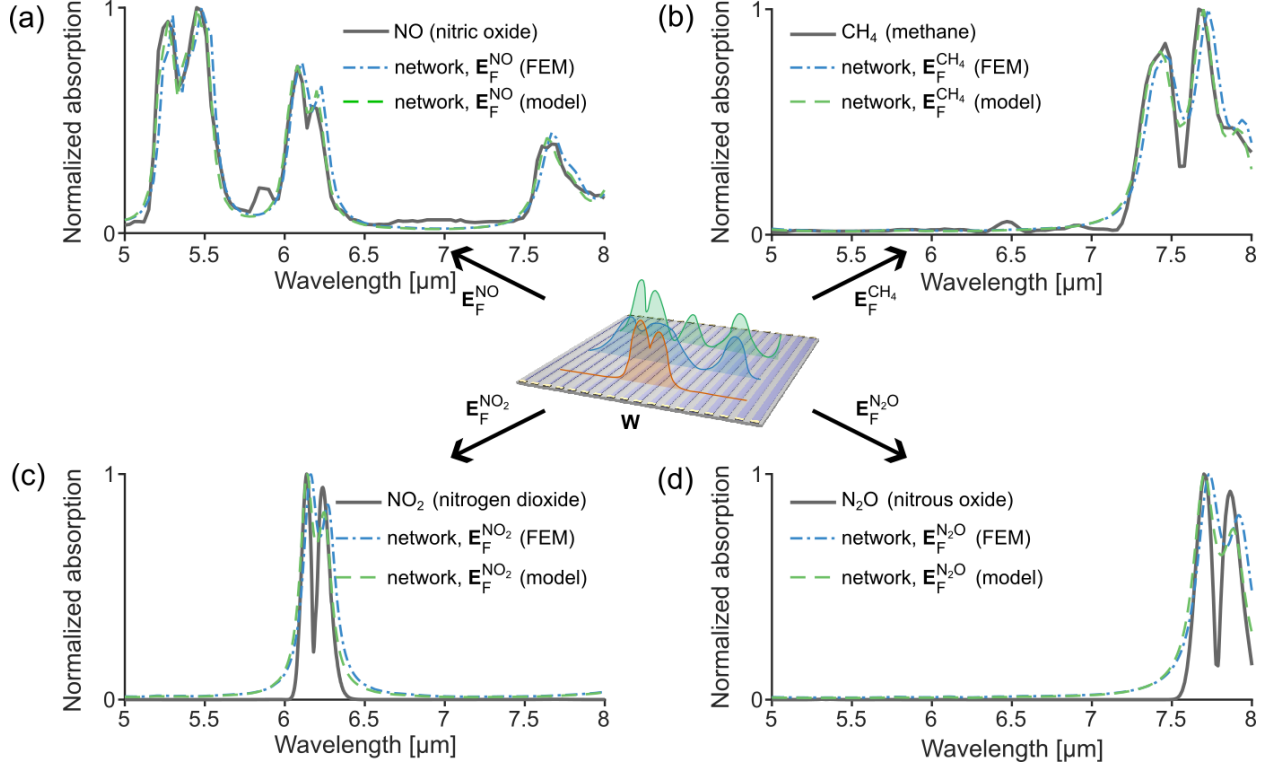 (a)
Normalized absorption
1
0
NO (nitric oxide)
network, E_F^NO (FEM)
network, E_F^NO (model)
5 5.5 6 6.5 7 7.5 8
Wavelength [µm]
(b)
Normalized absorption
1
0
CH₄ (methane)
network, E_F^CH₄ (FEM)
network, E_F^CH₄ (model)
5 5.5 6 6.5 7 7.5 8
Wavelength [µm]
E_F^NO
E_F^CH₄
E_F^NO₂
E_F^N₂O
W
(c)
Normalized absorption
1
0
NO₂ (nitrogen dioxide)
network, E_F^NO₂ (FEM)
network, E_F^NO₂ (model)
5 5.5 6 6.5 7 7.5 8
Wavelength [µm]
(d)
Normalized absorption
1
0
N₂O (nitrous oxide)
network, E_F^N₂O (FEM)
network, E_F^N₂O (model)
5 5.5 6 6.5 7 7.5 8
Wavelength [µm]